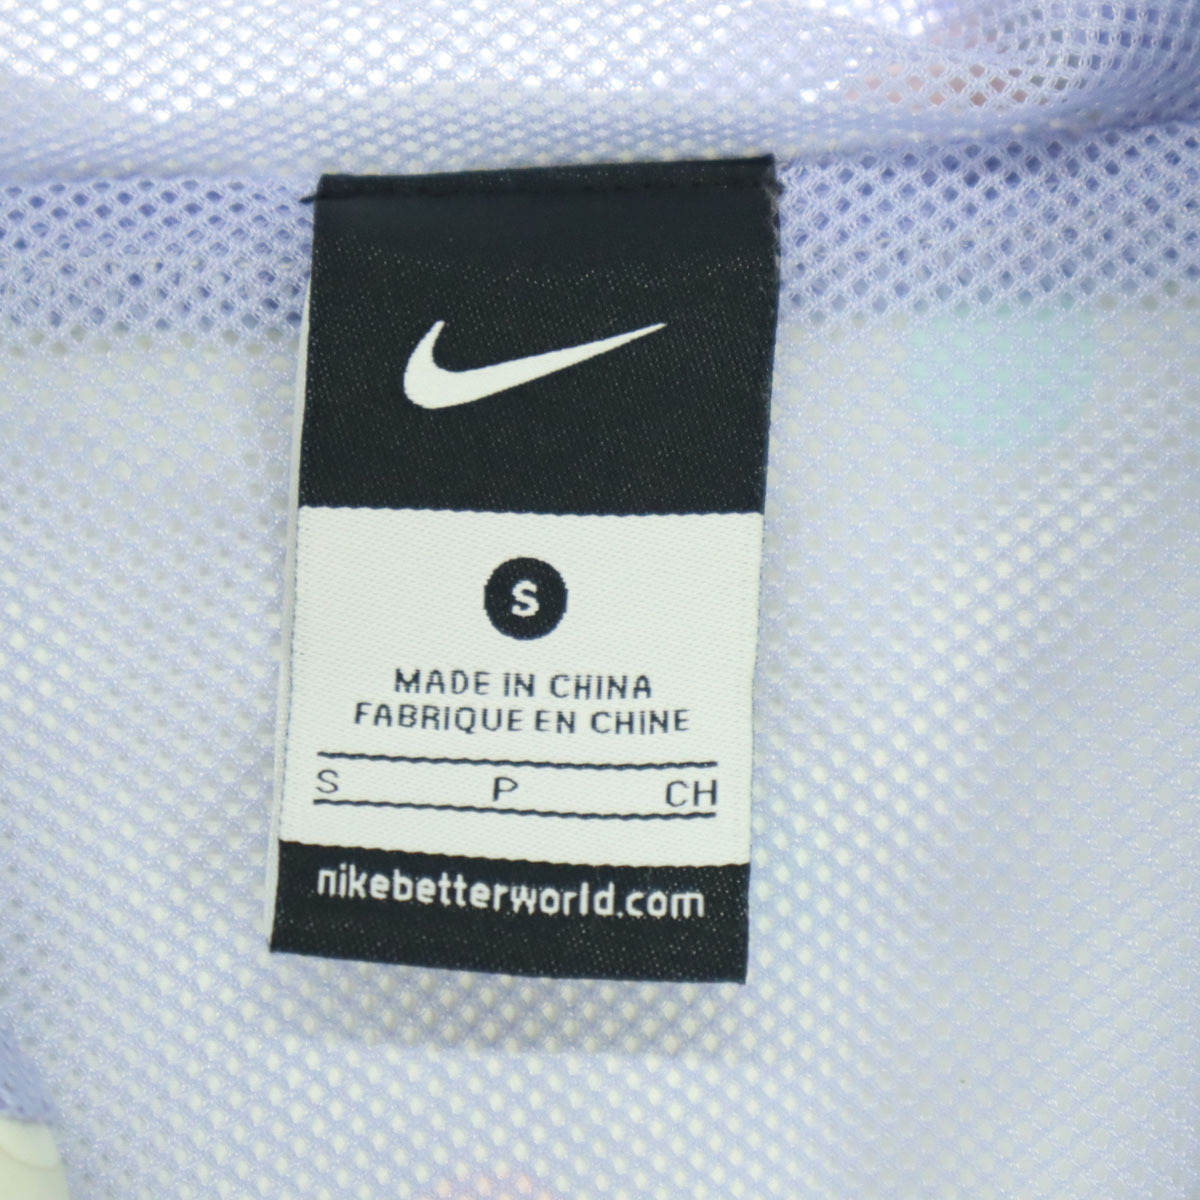 S
MADE IN CHINA
FABRIQUE EN CHINE
S P CH
nikebetterworld.com